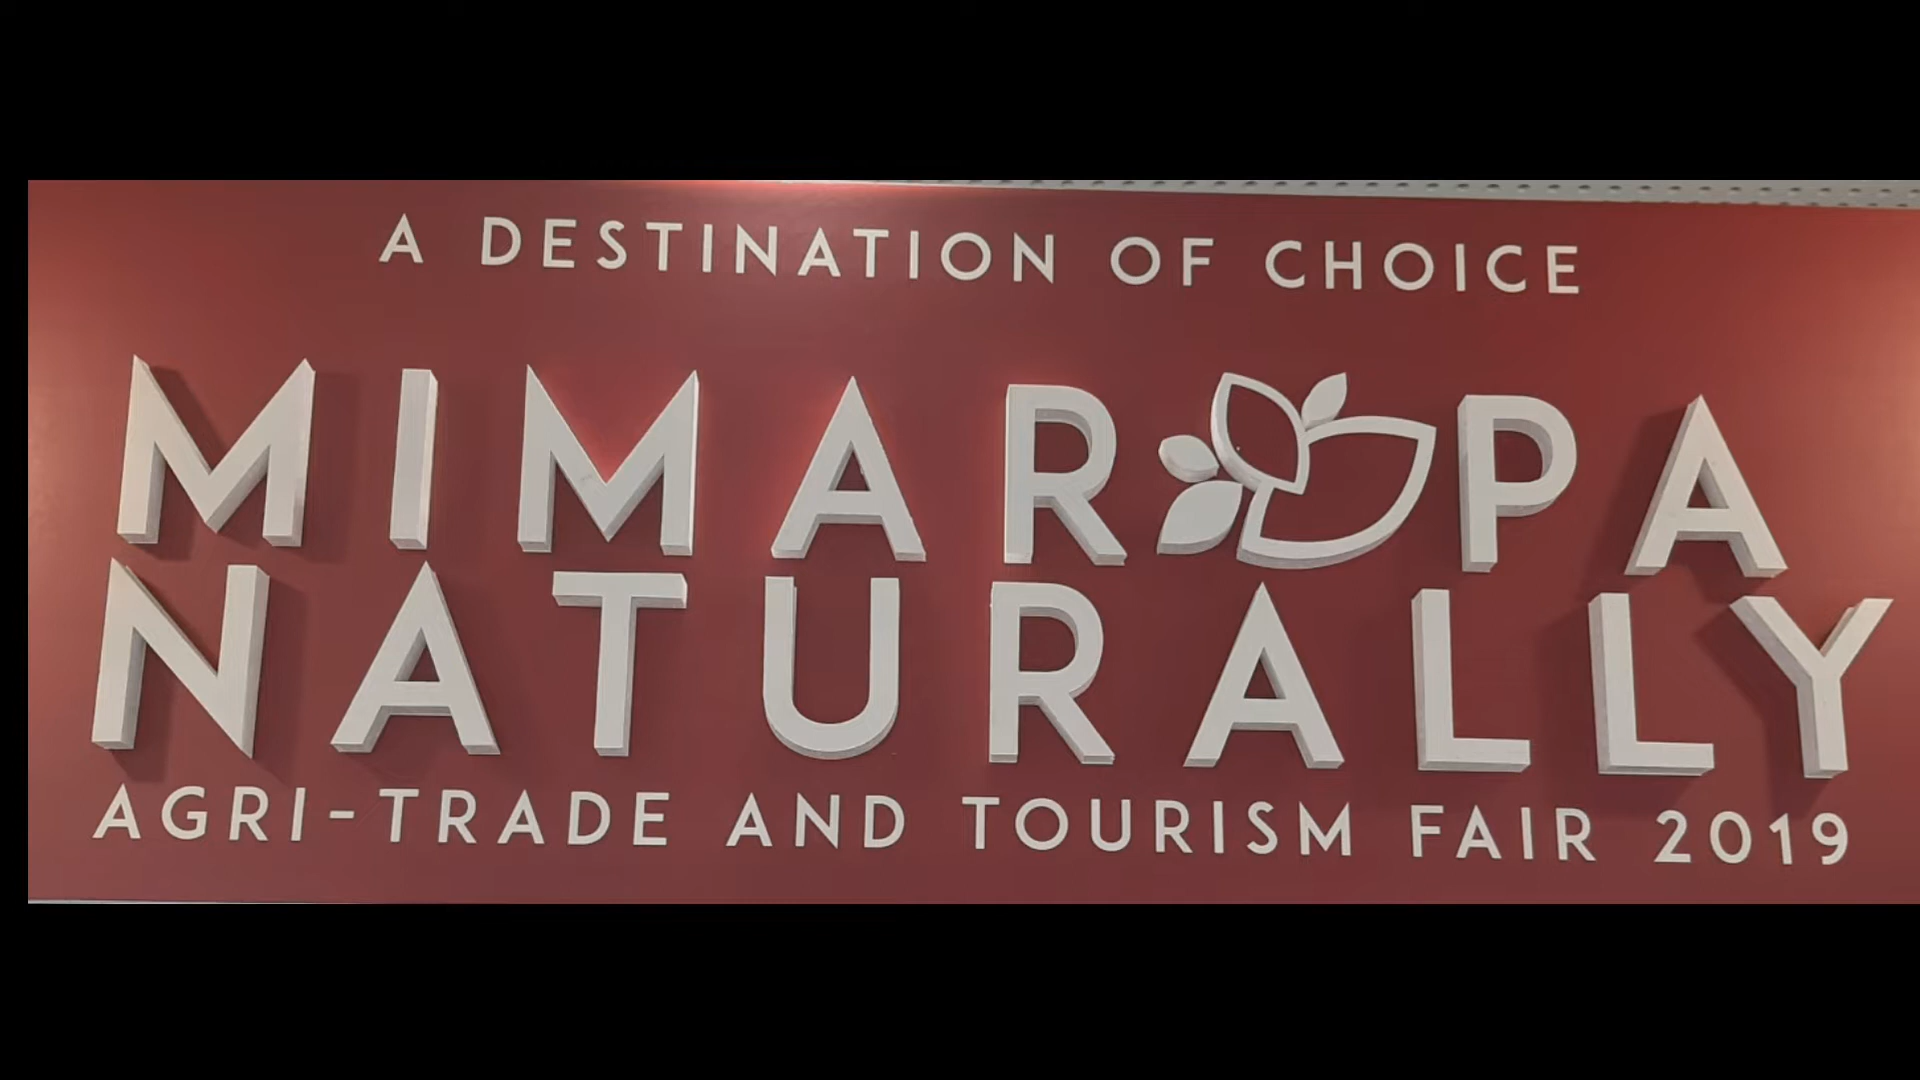 A DESTINATION OF CHOICE
MIMAROPA
NATURALLY
AGRI-TRADE AND TOURISM FAIR 2019